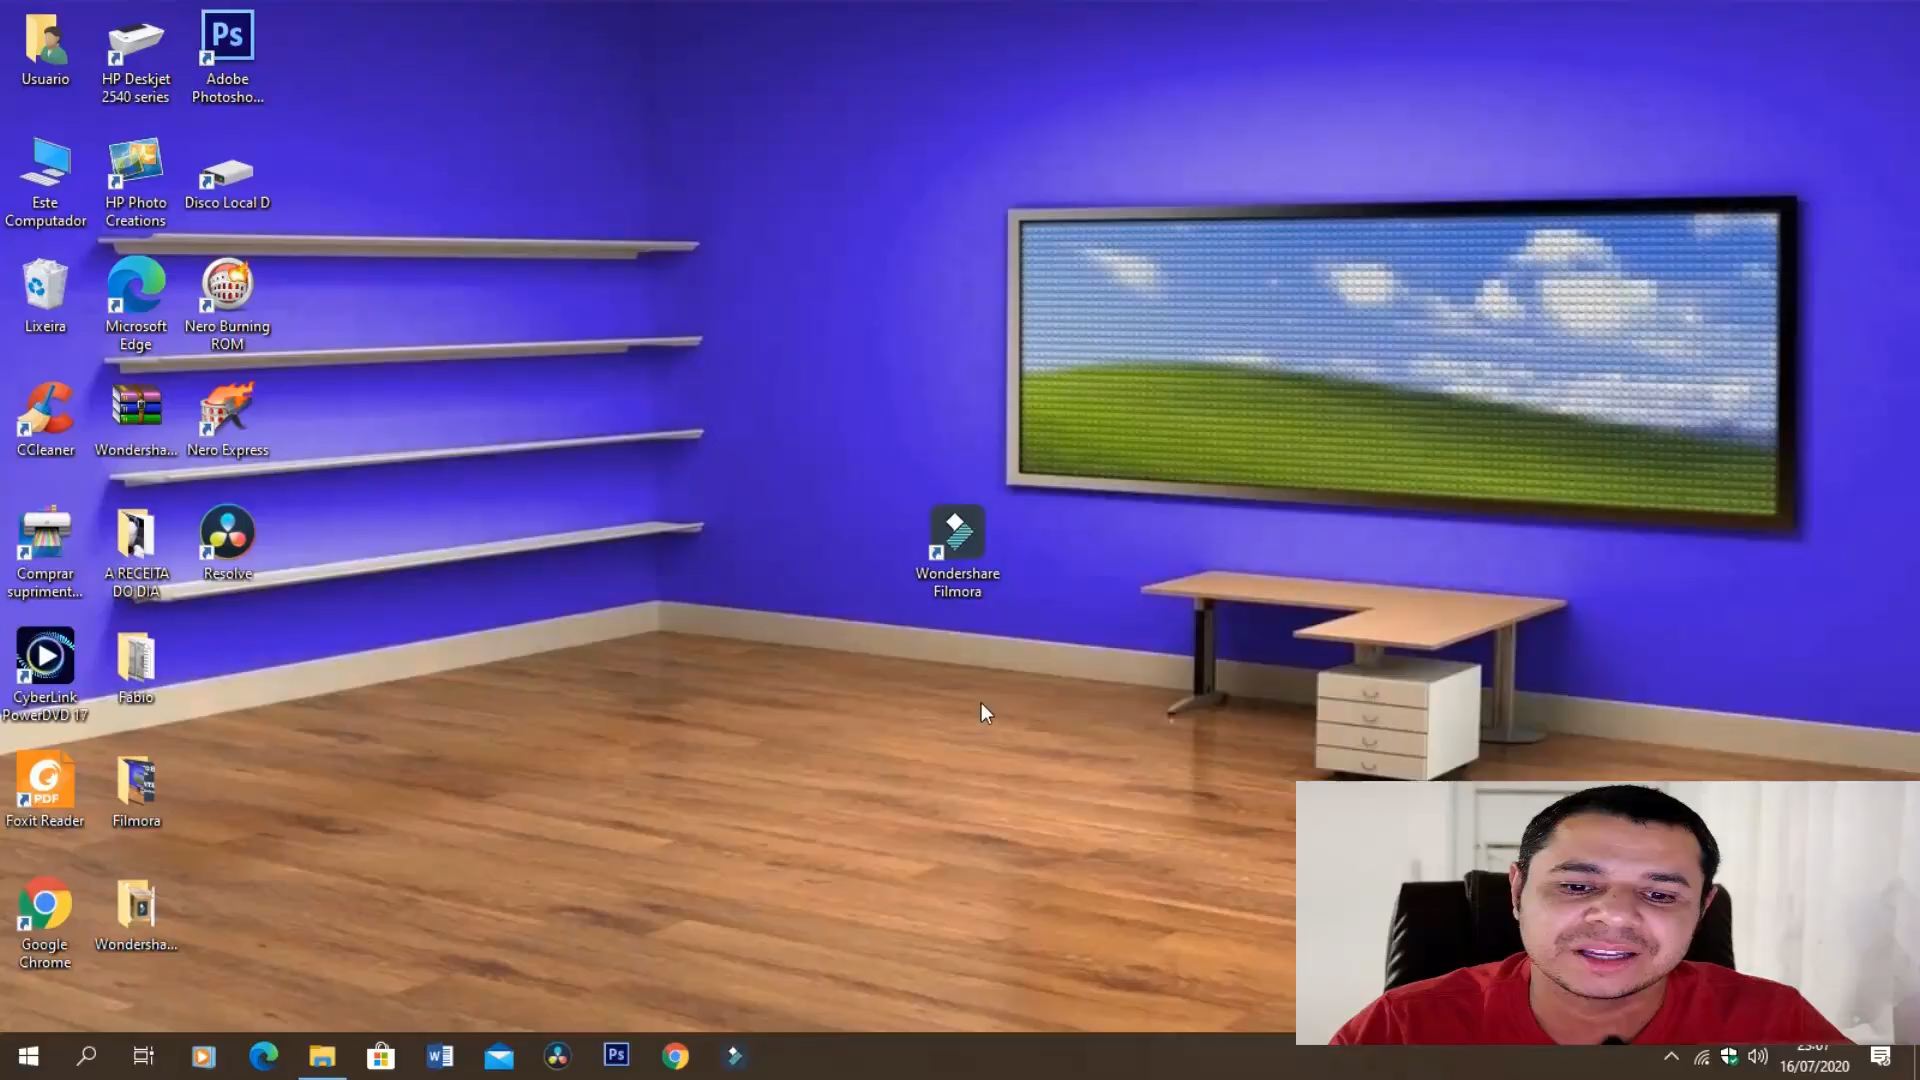 Usuario
HP Deskjet
2540 series
Ps
Adobe
Photosho...
Este
Computador
HP Photo
Creations
Disco Local D
Lixeira
Microsoft
Edge
Nero Burning
ROM
CCleaner
Wondersha...
Nero Express
Comprar
supriment...
A RECEITA
DO DIA
Resolve
Wondershare
Filmora
CyberLink
PowerDVD 17
Fábio
PDF
Foxit Reader
Filmora
Google
Chrome
Wondersha...
W
Ps
16/07/2020